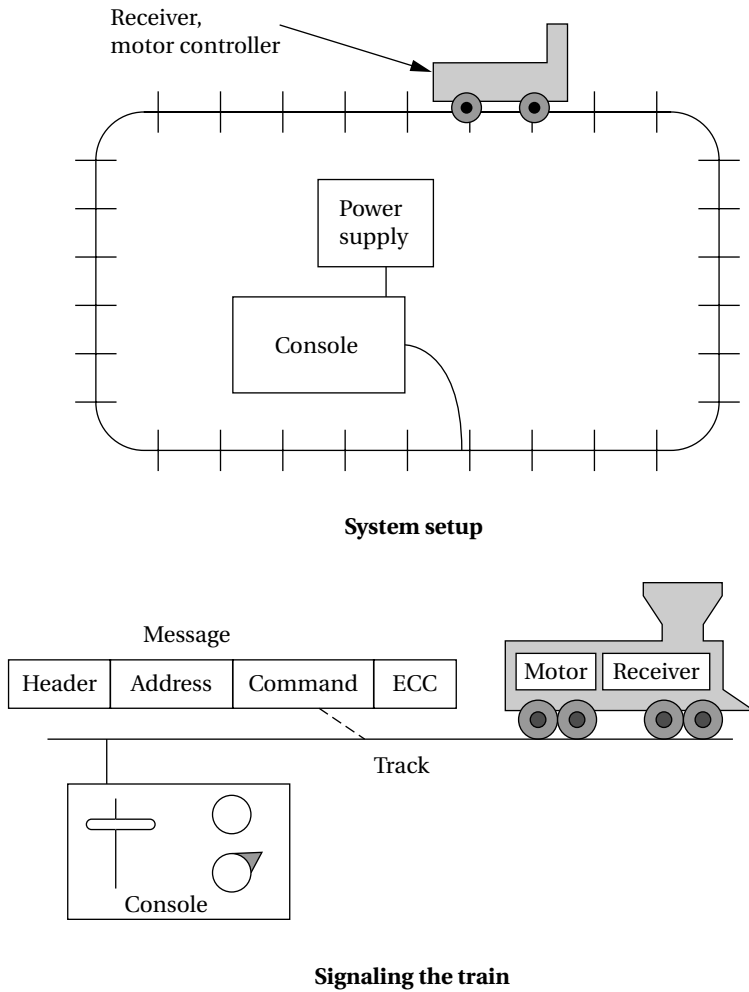 Receiver,
motor controller
Power
supply
Console
System setup
Message
Header Address Command ECC
Motor Receiver
Track
Console
Signaling the train